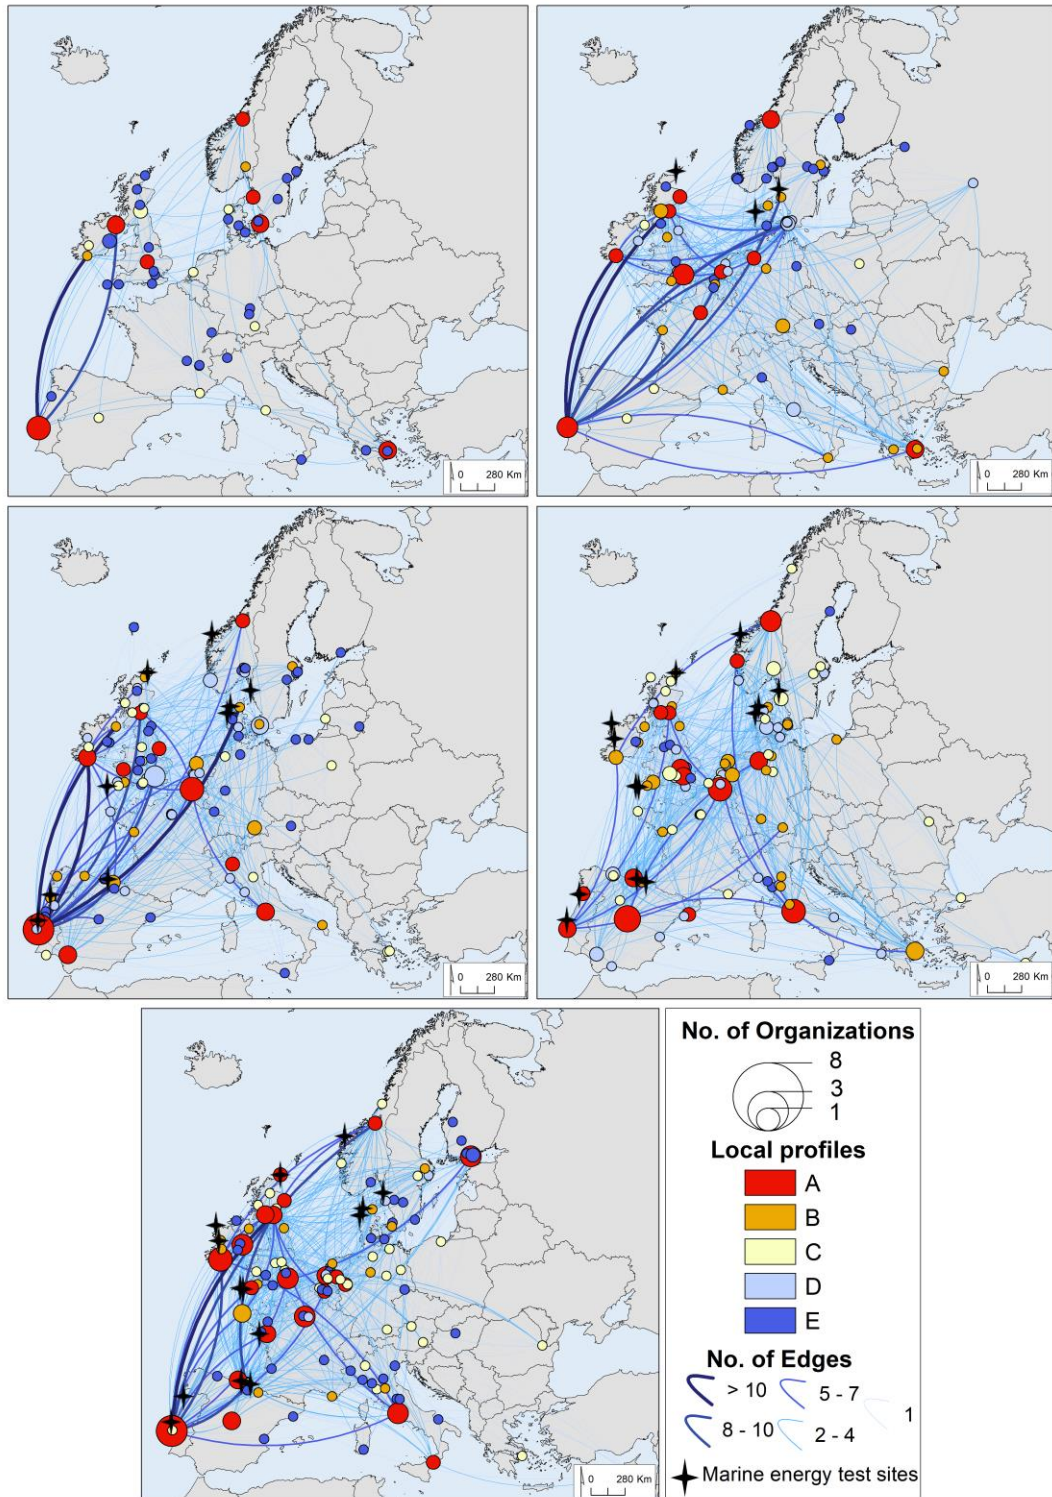 0 280 Km
0 280 Km
0 280 Km
0 280 Km
0 280 Km
No. of Organizations
8
3
1
Local profiles
A
B
C
D
E
No. of Edges
> 10
5 - 7
1
8 - 10
2 - 4
Marine energy test sites